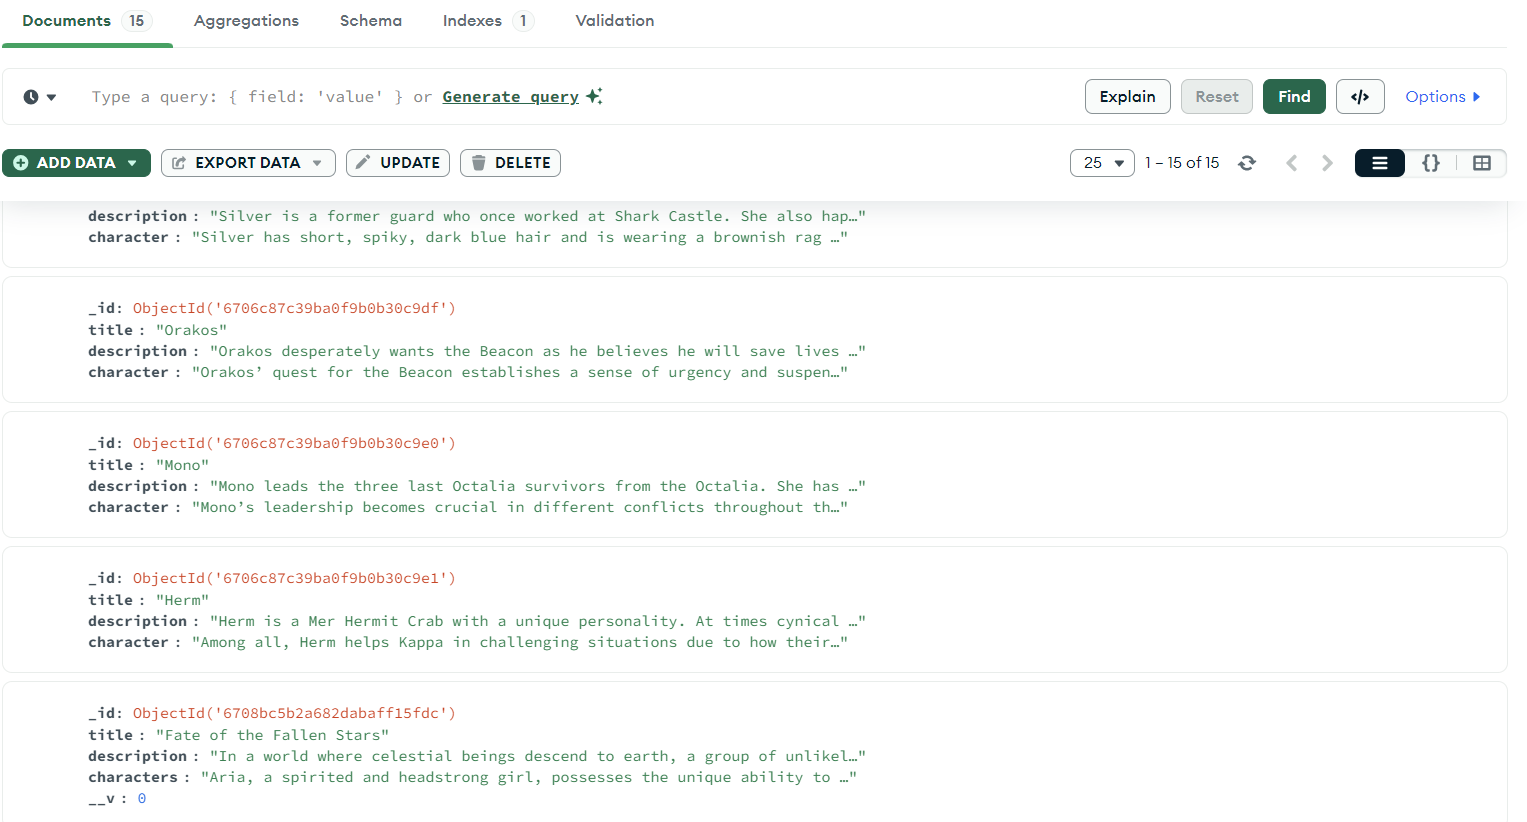 Documents 15 Aggregations Schema Indexes 1 Validation
Type a query: { field: 'value' } or Generate query Explain Reset Find </> Options
ADD DATA EXPORT DATA UPDATE DELETE 25 1 – 15 of 15 {}
description : "Silver is a former guard who once worked at Shark Castle. She also hap…"
character : "Silver has short, spiky, dark blue hair and is wearing a brownish rag …"
_id: ObjectId('6706c87c39ba0f9b0b30c9df')
title : "Orakos"
description : "Orakos desperately wants the Beacon as he believes he will save lives …"
character : "Orakos’ quest for the Beacon establishes a sense of urgency and suspen…"
_id: ObjectId('6706c87c39ba0f9b0b30c9e0')
title : "Mono"
description : "Mono leads the three last Octalia survivors from the Octalia. She has …"
character : "Mono’s leadership becomes crucial in different conflicts throughout th…"
_id: ObjectId('6706c87c39ba0f9b0b30c9e1')
title : "Herm"
description : "Herm is a Mer Hermit Crab with a unique personality. At times cynical …"
character : "Among all, Herm helps Kappa in challenging situations due to how their…"
_id: ObjectId('6708bc5b2a682dabaff15fdc')
title : "Fate of the Fallen Stars"
description : "In a world where celestial beings descend to earth, a group of unlikel…"
characters : "Aria, a spirited and headstrong girl, possesses the unique ability to …"
__v : 0